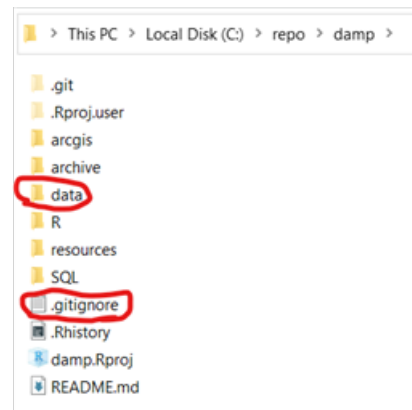 > This PC > Local Disk (C:) > repo > damp >
.git
.Rproj.user
arcgis
archive
data
R
resources
SQL
.gitignore
.Rhistory
damp.Rproj
README.md